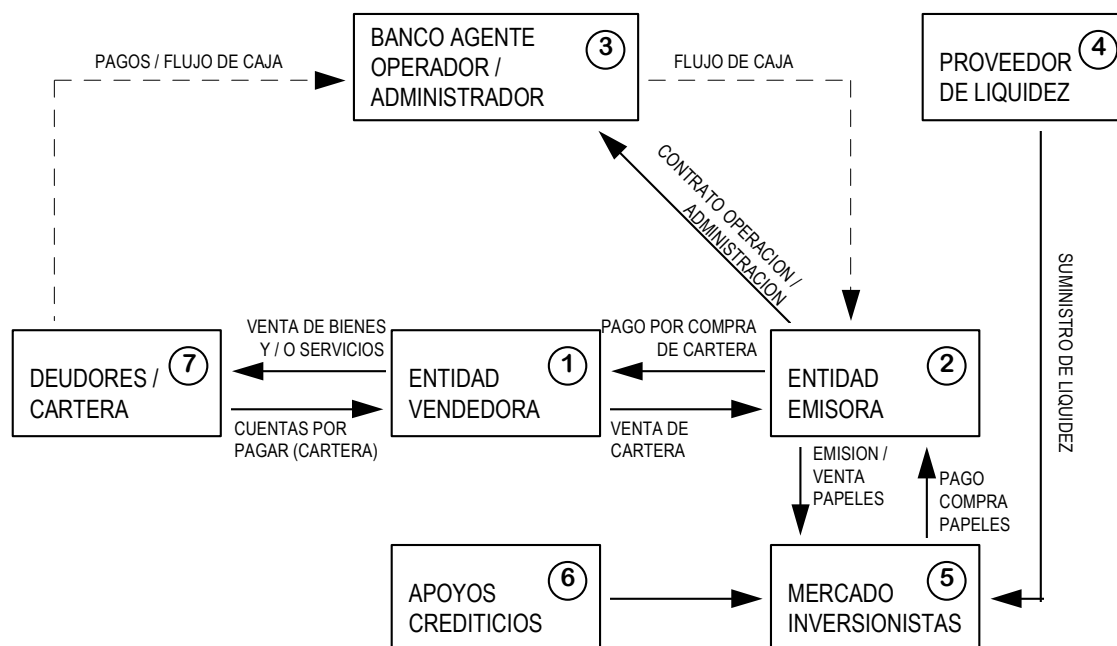 BANCO AGENTE
OPERADOR /
ADMINISTRADOR
3
PROVEEDOR
DE LIQUIDEZ
4
PAGOS / FLUJO DE CAJA
FLUJO DE CAJA
CONTRATO OPERACION /
ADMINISTRACION
SUMINISTRO DE LIQUIDEZ
DEUDORES /
CARTERA
7
VENTA DE BIENES
Y / O SERVICIOS
CUENTAS POR
PAGAR (CARTERA)
ENTIDAD
VENDEDORA
1
PAGO POR COMPRA
DE CARTERA
VENTA DE
CARTERA
ENTIDAD
EMISORA
2
EMISION /
VENTA
PAPELES
PAGO
COMPRA
PAPELES
APOYOS
CREDITICIOS
6
MERCADO
INVERSIONISTAS
5